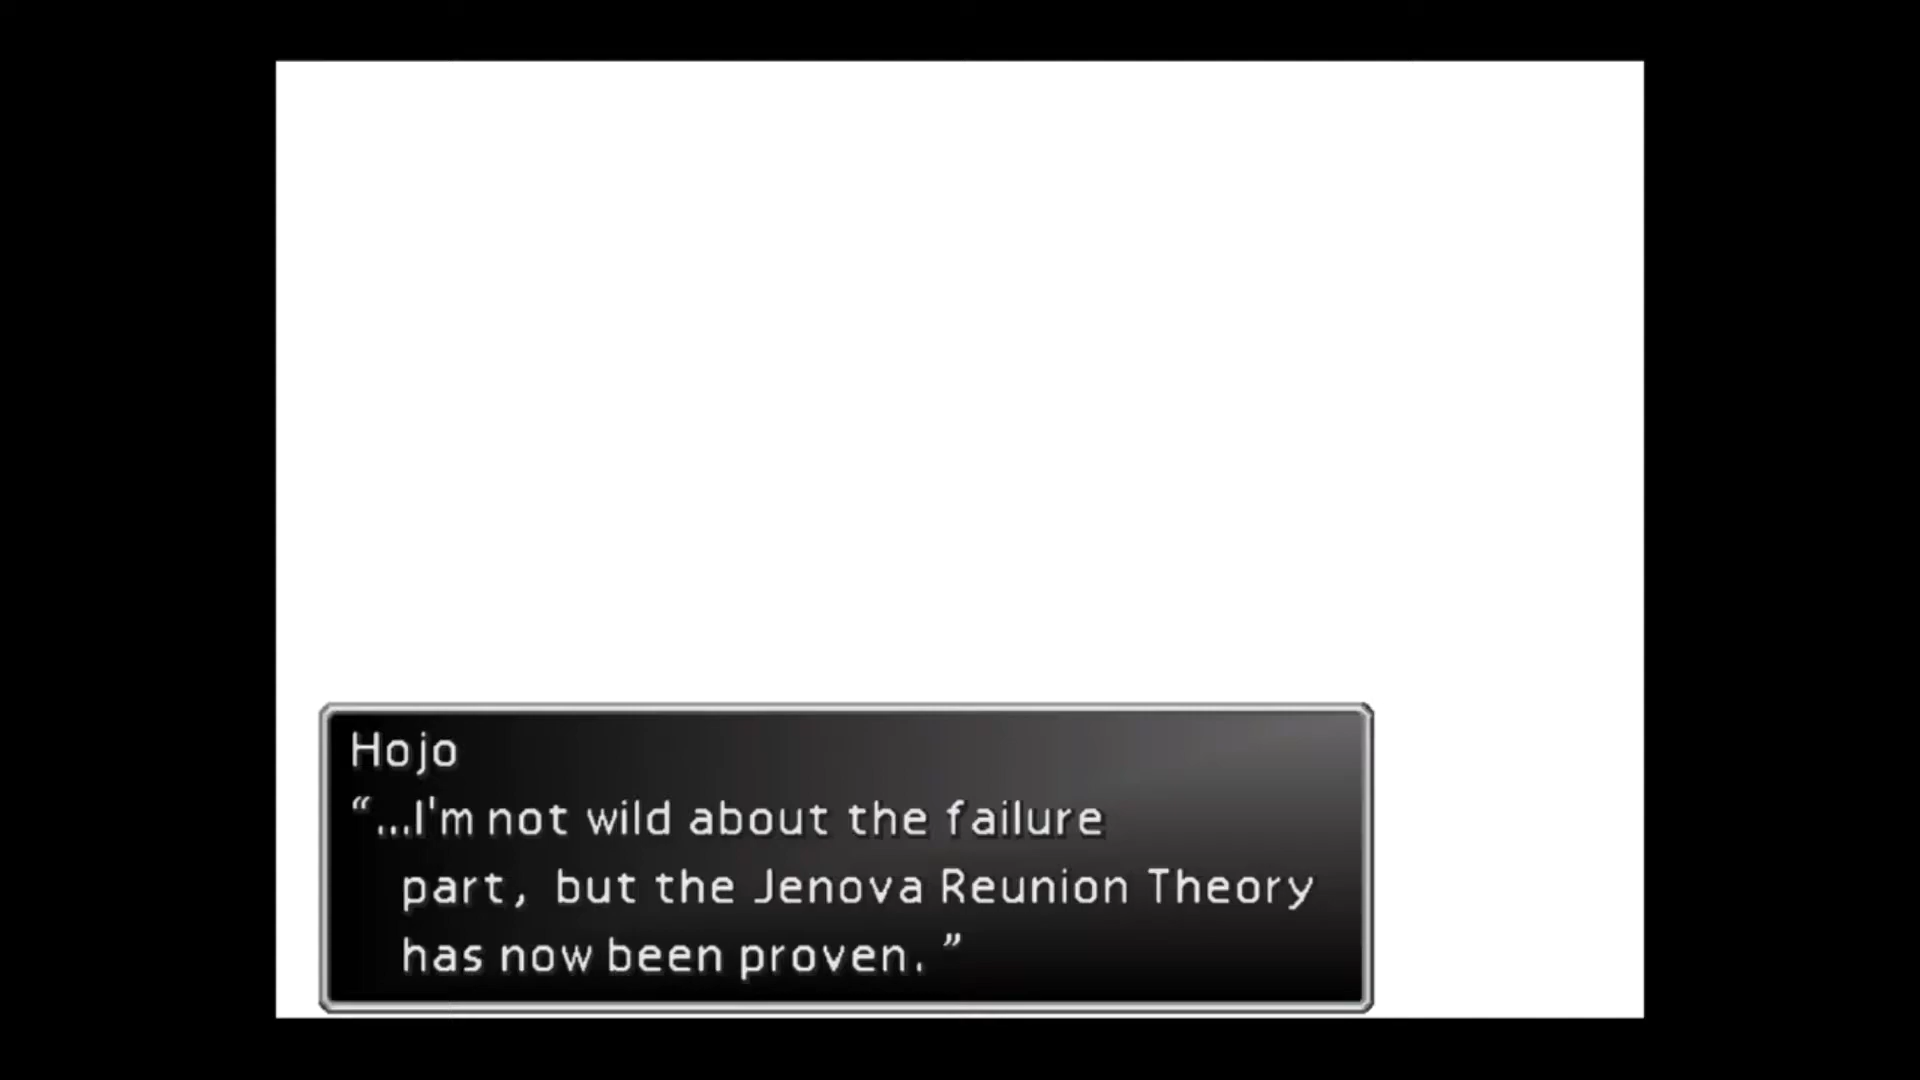 Hojo
“...I'm not wild about the failure
part, but the Jenova Reunion Theory
has now been proven. ”